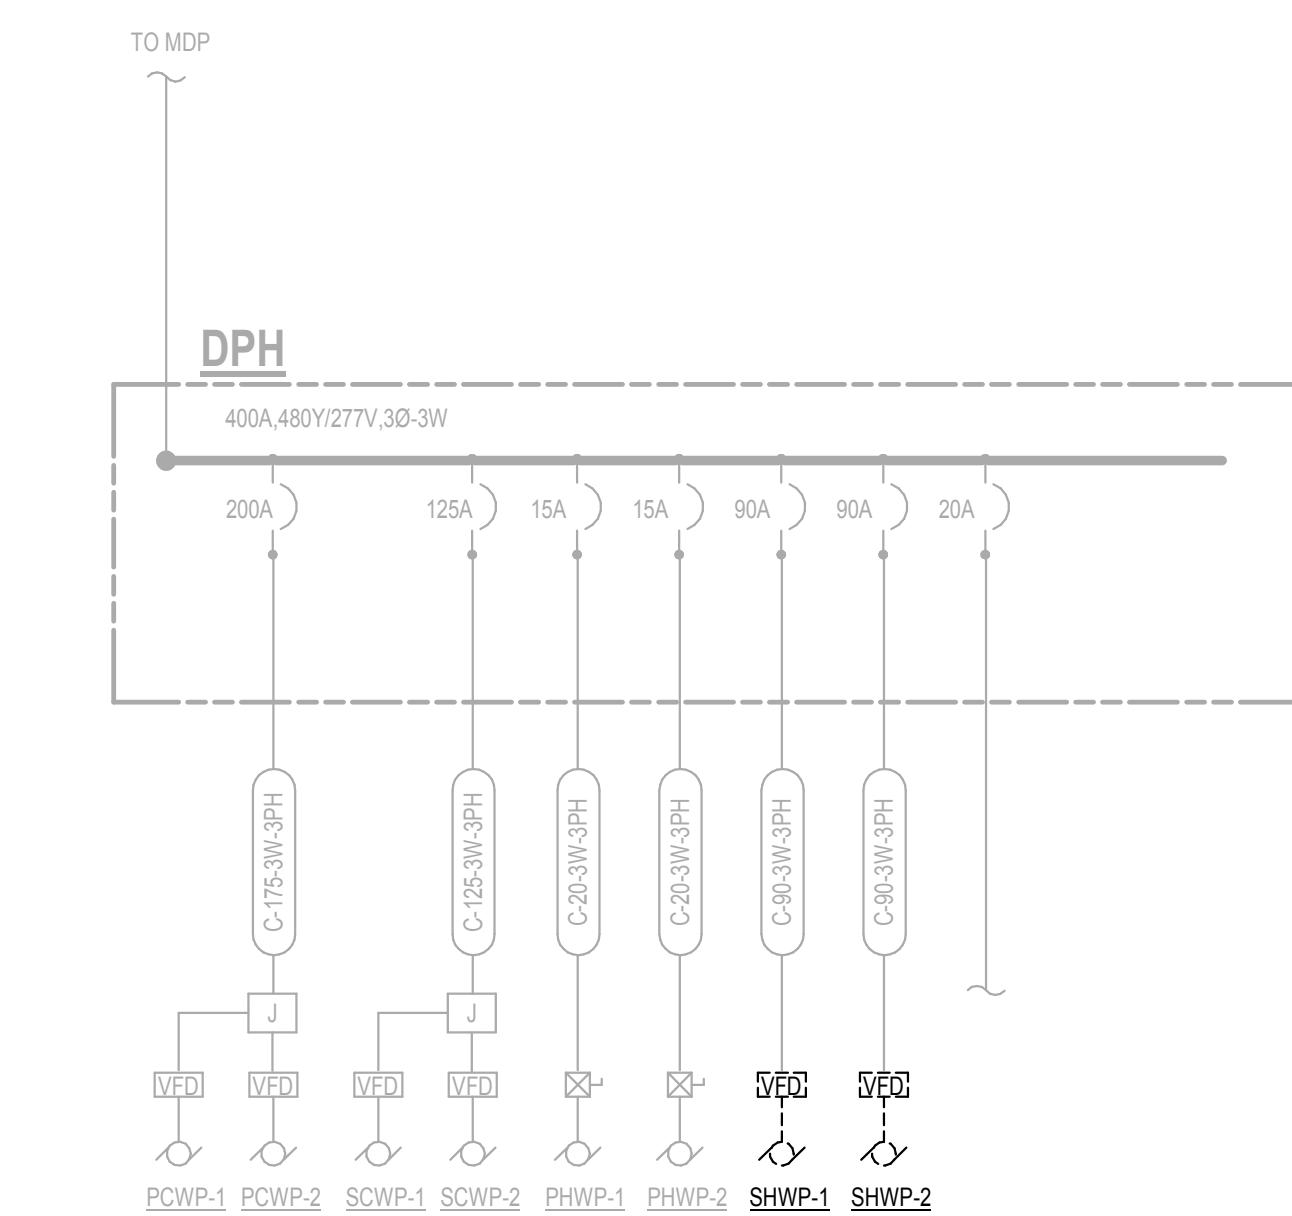 TO MDP
DPH
400A,480Y/277V,3Ø-3W
200A
125A
15A
15A
90A
90A
20A
C-175-3W-3PH
C-125-3W-3PH
C-20-3W-3PH
C-20-3W-3PH
C-90-3W-3PH
C-90-3W-3PH
J
J
VFD
VFD
VFD
VFD
VFD
VFD
PCWP-1
PCWP-2
SCWP-1
SCWP-2
PHWP-1
PHWP-2
SHWP-1
SHWP-2